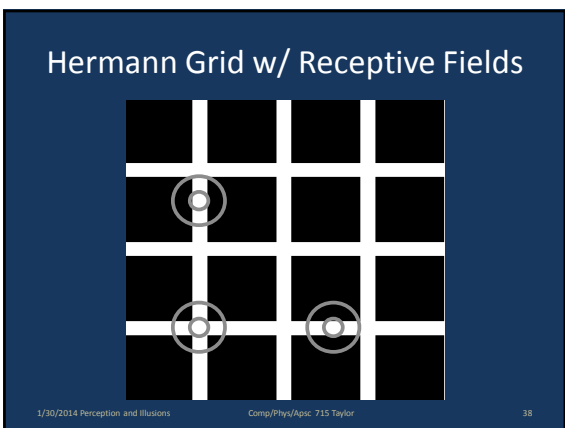 Hermann Grid w/ Receptive Fields
1/30/2014 Perception and Illusions Comp/Phys/Apsc 715 Taylor 38